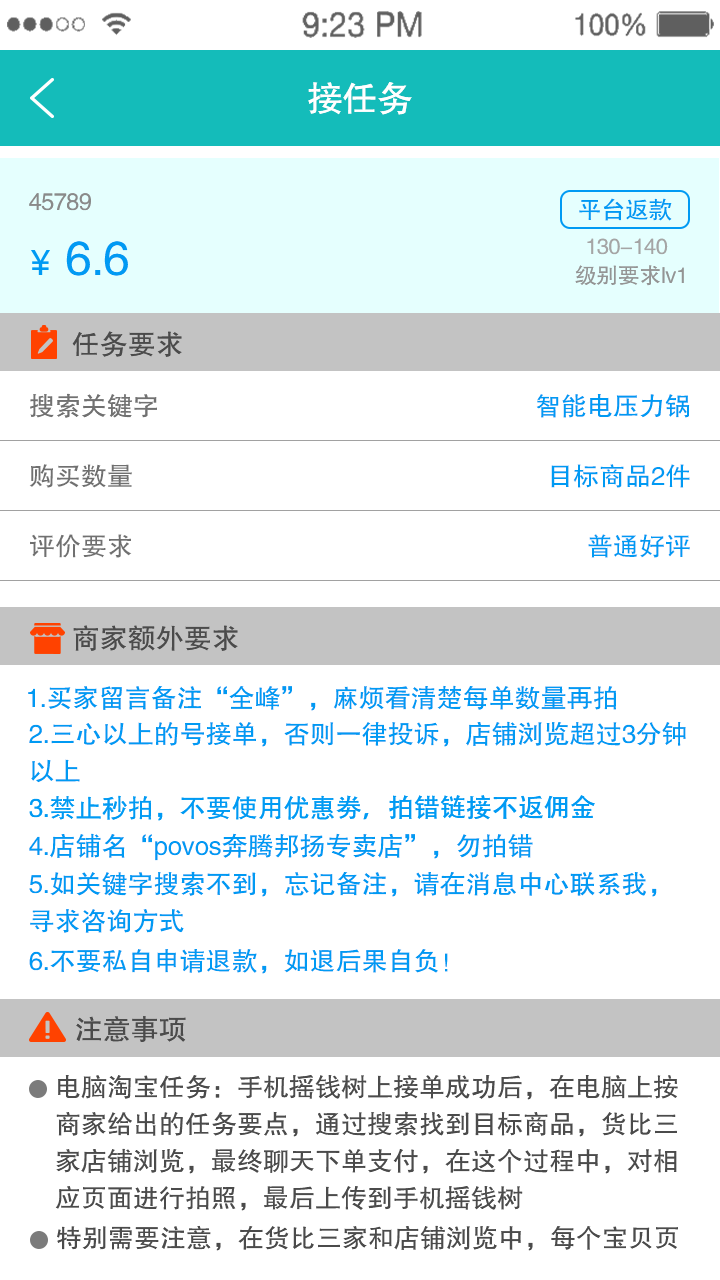 9:23 PM 100%
接任务
45789
平台返款
¥ 6.6
130-140
级别要求lv1
任务要求
搜索关键字 智能电压力锅
购买数量 目标商品2件
评价要求 普通好评
商家额外要求
1.买家留言备注“全峰”，麻烦看清楚每单数量再拍
2.三心以上的号接单，否则一律投诉，店铺浏览超过3分钟
以上
3.禁止秒拍，不要使用优惠券，拍错链接不返佣金
4.店铺名“povos奔腾邦扬专卖店”，勿拍错
5.如关键字搜索不到，忘记备注，请在消息中心联系我，
寻求咨询方式
6.不要私自申请退款，如退后果自负！
注意事项
电脑淘宝任务：手机摇钱树上接单成功后，在电脑上按
商家给出的任务要点，通过搜索找到目标商品，货比三
家店铺浏览，最终聊天下单支付，在这个过程中，对相
应页面进行拍照，最后上传到手机摇钱树
特别需要注意，在货比三家和店铺浏览中，每个宝贝页